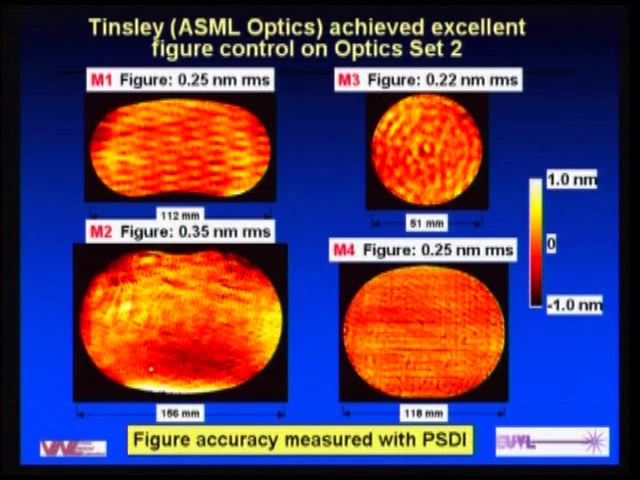 Tinsley (ASML Optics) achieved excellent
figure control on Optics Set 2
M1 Figure: 0.25 nm rms
M3 Figure: 0.22 nm rms
112 mm
51 mm
M2 Figure: 0.35 nm rms
M4 Figure: 0.25 nm rms
1.0 nm
0
-1.0 nm
156 mm
118 mm
Figure accuracy measured with PSDI
VNL
EUVL